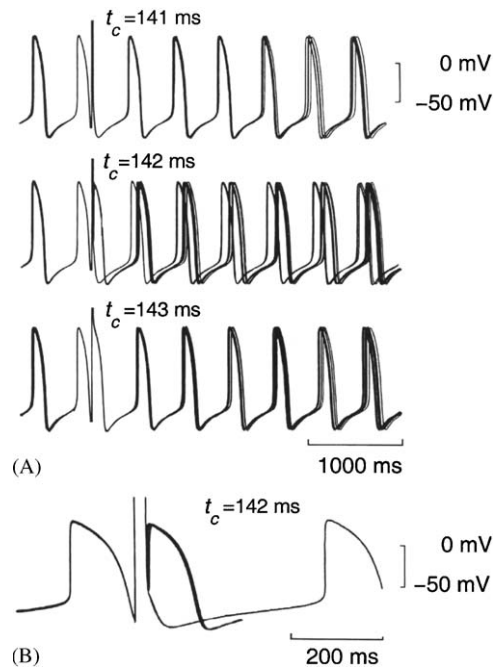 t_c=141 ms
0 mV
−50 mV
t_c=142 ms
t_c=143 ms
(A)
1000 ms
t_c=142 ms
0 mV
−50 mV
(B)
200 ms